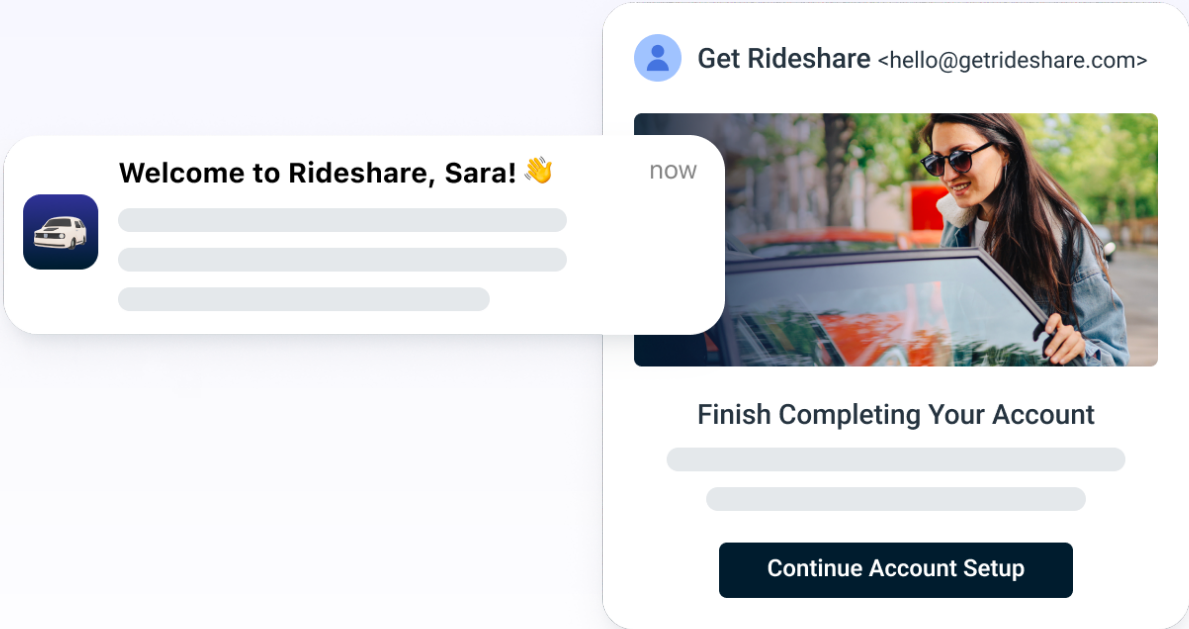 Get Rideshare <hello@getrideshare.com>
Welcome to Rideshare, Sara! 👋 now
Finish Completing Your Account
Continue Account Setup